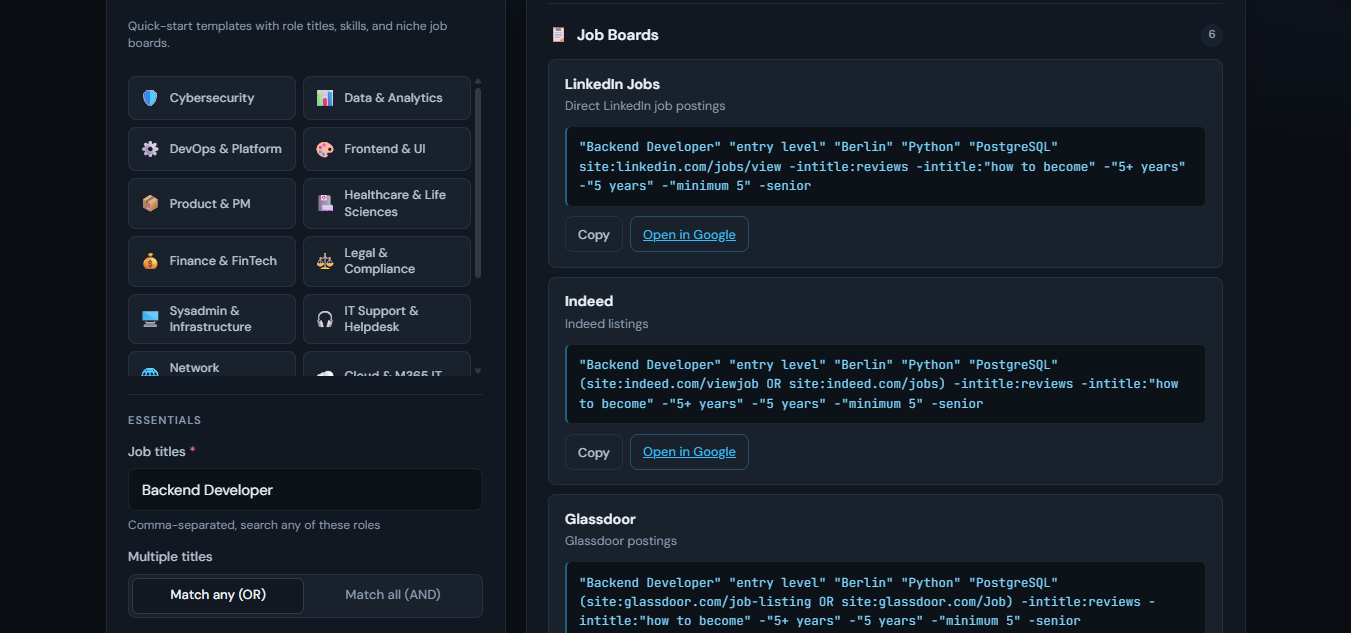 Quick-start templates with role titles, skills, and niche job
boards.
Cybersecurity
Data & Analytics
DevOps & Platform
Frontend & UI
Product & PM
Healthcare & Life
Sciences
Finance & FinTech
Legal &
Compliance
Sysadmin &
Infrastructure
IT Support &
Helpdesk
Network
Cloud & M365 IT
ESSENTIALS
Job titles *
Backend Developer
Comma-separated, search any of these roles
Multiple titles
Match any (OR)
Match all (AND)
Job Boards
6
LinkedIn Jobs
Direct LinkedIn job postings
"Backend Developer" "entry level" "Berlin" "Python" "PostgreSQL"
site:linkedin.com/jobs/view -intitle:reviews -intitle:"how to become" -"5+ years"
-"5 years" -"minimum 5" -senior
Copy
Open in Google
Indeed
Indeed listings
"Backend Developer" "entry level" "Berlin" "Python" "PostgreSQL"
(site:indeed.com/viewjob OR site:indeed.com/jobs) -intitle:reviews -intitle:"how
to become" -"5+ years" -"5 years" -"minimum 5" -senior
Copy
Open in Google
Glassdoor
Glassdoor postings
"Backend Developer" "entry level" "Berlin" "Python" "PostgreSQL"
(site:glassdoor.com/job-listing OR site:glassdoor.com/Job) -intitle:reviews -
intitle:"how to become" -"5+ years" -"5 years" -"minimum 5" -senior